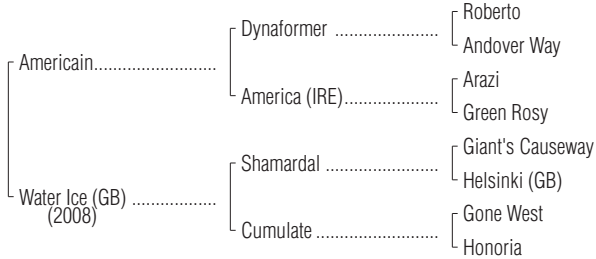 Roberto
Dynaformer ..................
Andover Way
Americain............................
Arazi
America (IRE)....................
Green Rosy
Giant's Causeway
Shamardal ......................
Helsinki (GB)
Water Ice (GB) ...................
(2008)
Gone West
Cumulate ..........................
Honoria